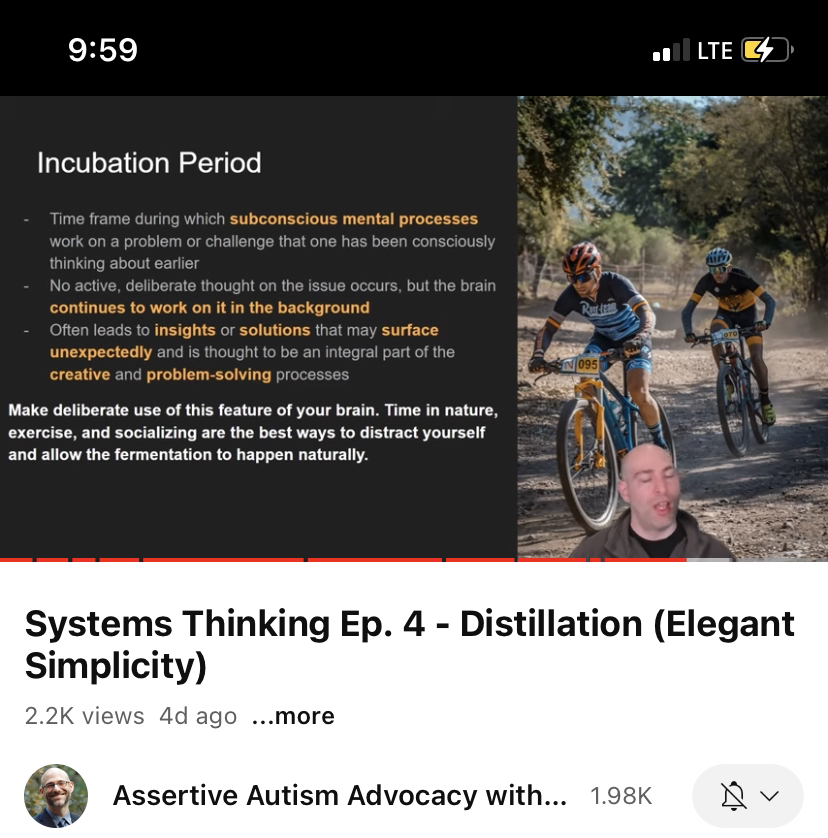 9:59
LTE
Incubation Period
- Time frame during which subconscious mental processes
work on a problem or challenge that one has been consciously
thinking about earlier
- No active, deliberate thought on the issue occurs, but the brain
continues to work on it in the background
- Often leads to insights or solutions that may surface
unexpectedly and is thought to be an integral part of the
creative and problem-solving processes
Make deliberate use of this feature of your brain. Time in nature,
exercise, and socializing are the best ways to distract yourself
and allow the fermentation to happen naturally.
095
Systems Thinking Ep. 4 - Distillation (Elegant
Simplicity)
2.2K views 4d ago ...more
Assertive Autism Advocacy with... 1.98K